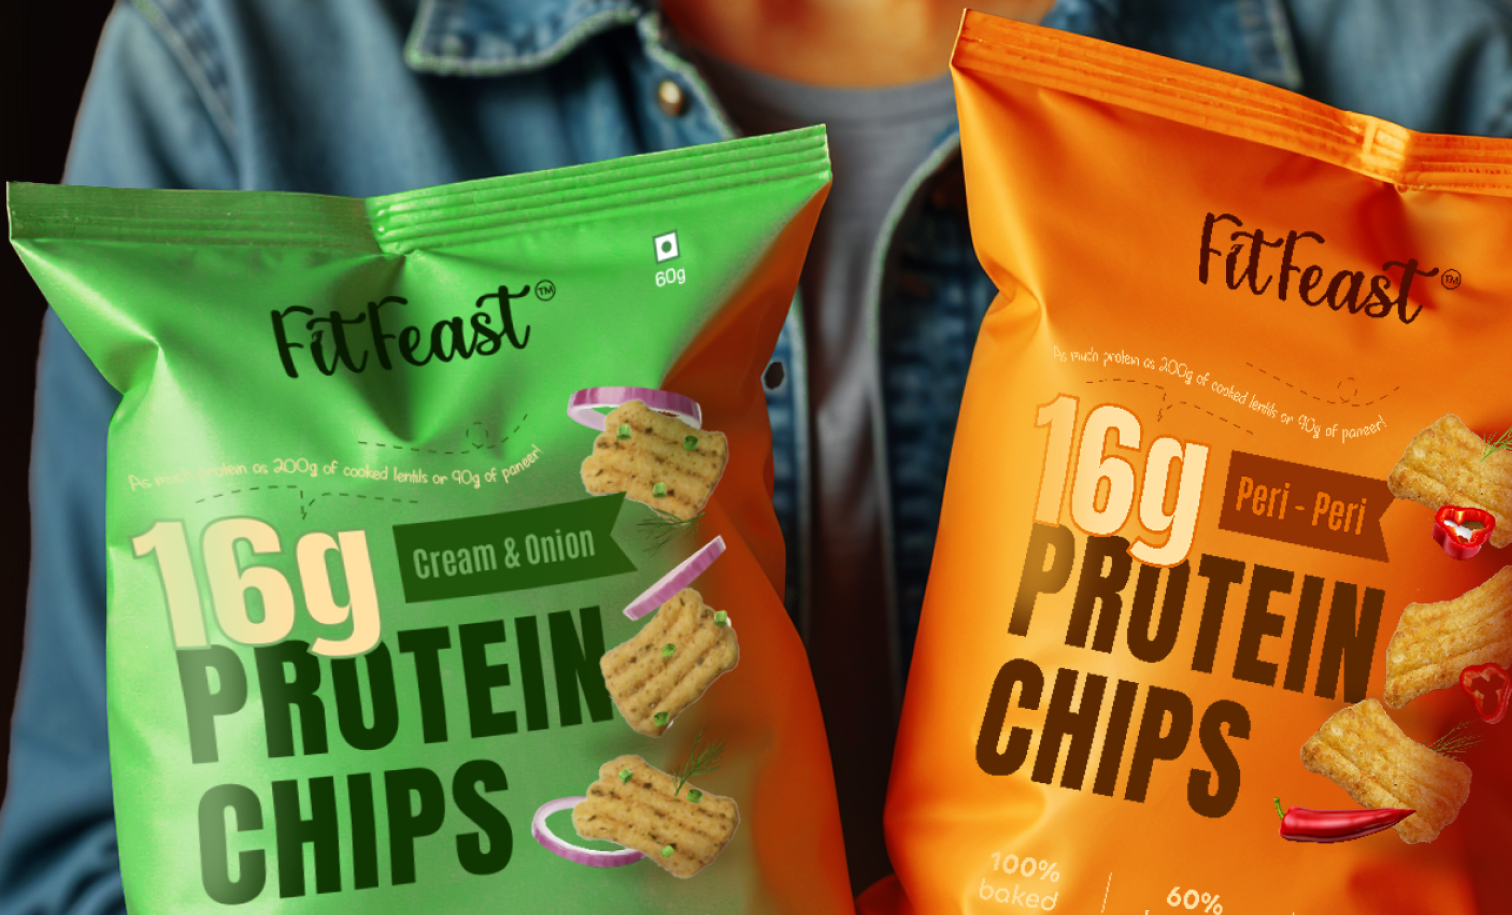 60g
FitFeast™
As much protein as 200g of cooked lentils or 90g of paneer!
16g
Cream & Onion
PROTEIN
CHIPS
FitFeast™
As much protein as 200g of cooked lentils or 90g of paneer!
16g
Peri - Peri
PROTEIN
CHIPS
100%
baked
60%